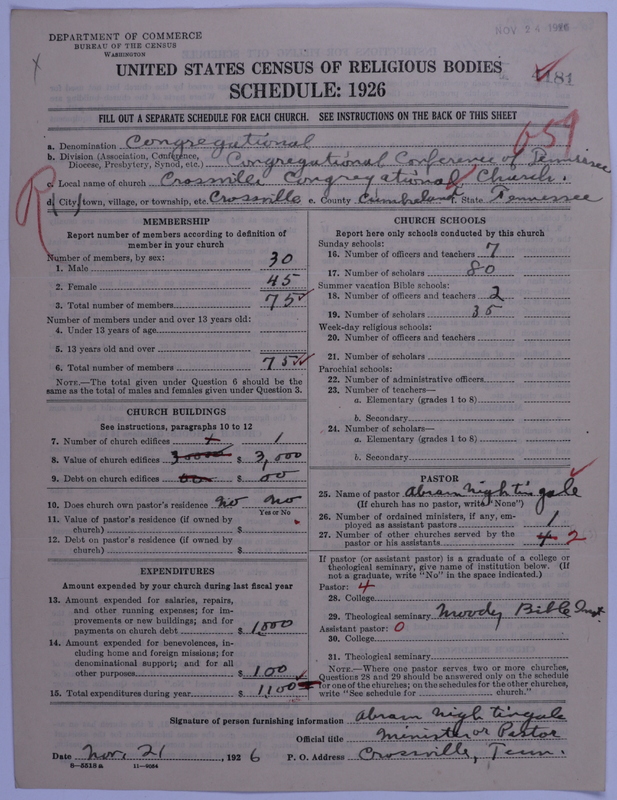 NOV 24 1926
DEPARTMENT OF COMMERCE
BUREAU OF THE CENSUS
WASHINGTON
UNITED STATES CENSUS OF RELIGIOUS BODIES
SCHEDULE: 1926
4181
FILL OUT A SEPARATE SCHEDULE FOR EACH CHURCH. SEE INSTRUCTIONS ON THE BACK OF THIS SHEET
659
R
a. Denomination Congregational
b. Division (Association, Conference, Diocese, Presbytery, Synod, etc.) Congregational Conference of Tennessee
c. Local name of church Crossville Congregational Church.
d. City, town, village, or township, etc. Crossville e. County Cumberland f. State Tennessee
MEMBERSHIP
Report number of members according to definition of
member in your church
Number of members, by sex:
1. Male 30
2. Female 45
3. Total number of members 75
Number of members under and over 13 years old:
4. Under 13 years of age
5. 13 years old and over
6. Total number of members 75
NOTE.—The total given under Question 6 should be
same as the total of males and females given under Question 3.
CHURCH BUILDINGS
See instructions, paragraphs 10 to 12
7. Number of church edifices 1
8. Value of church edifices 30000 $ 3,000
9. Debt on church edifices 00 $ 00
10. Does church own pastor's residence? No No
Yes or No
11. Value of pastor's residence (if owned by
church) $
12. Debt on pastor's residence (if owned by
church) $
EXPENDITURES
Amount expended by your church during last fiscal year
13. Amount expended for salaries, repairs,
and other running expenses; for im-
provements or new buildings; and for
payments on church debt $ 1000
14. Amount expended for benevolences, in-
cluding home and foreign missions; for
denominational support; and for all
other purposes $ 100
15. Total expenditures during year $ 1100
CHURCH SCHOOLS
Report here only schools conducted by this church
Sunday schools:
16. Number of officers and teachers 7
17. Number of scholars 80
Summer vacation Bible schools:
18. Number of officers and teachers 2
19. Number of scholars 35
Week-day religious schools:
20. Number of officers and teachers
21. Number of scholars
Parochial schools:
22. Number of administrative officers
23. Number of teachers—
a. Elementary (grades 1 to 8)
b. Secondary
24. Number of scholars—
a. Elementary (grades 1 to 8)
b. Secondary
PASTOR
25. Name of pastor Abram Nightingale
(If church has no pastor, write "None")
26. Number of ordained ministers, if any, em-
ployed as assistant pastors 1
27. Number of other churches served by the
pastor or his assistants 4 2
If pastor (or assistant pastor) is a graduate of a college or
theological seminary, give name of institution below. (If
not a graduate, write "No" in the space indicated.)
Pastor: 4
28. College
29. Theological seminary Moody Bible Inst.
Assistant pastor: 0
30. College
31. Theological seminary
NOTE.—Where one pastor serves two or more churches,
Questions 28 and 29 should be answered only on the schedule
for one of the churches; on the schedules for the other churches,
write "See schedule for church."
Signature of person furnishing information Abram Nightingale
Official title Minister or Pastor
Date Nov. 21, 1926 P. O. Address Crossville, Tenn.
8—5518 a 11—9064